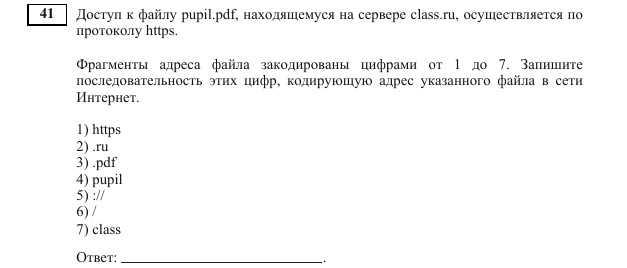 41 Доступ к файлу pupil.pdf, находящемуся на сервере class.ru, осуществляется по
протоколу https.
Фрагменты адреса файла закодированы цифрами от 1 до 7. Запишите
последовательность этих цифр, кодирующую адрес указанного файла в сети
Интернет.
1) https
2) .ru
3) .pdf
4) pupil
5) ://
6) /
7) class
Ответ: ___________________________.